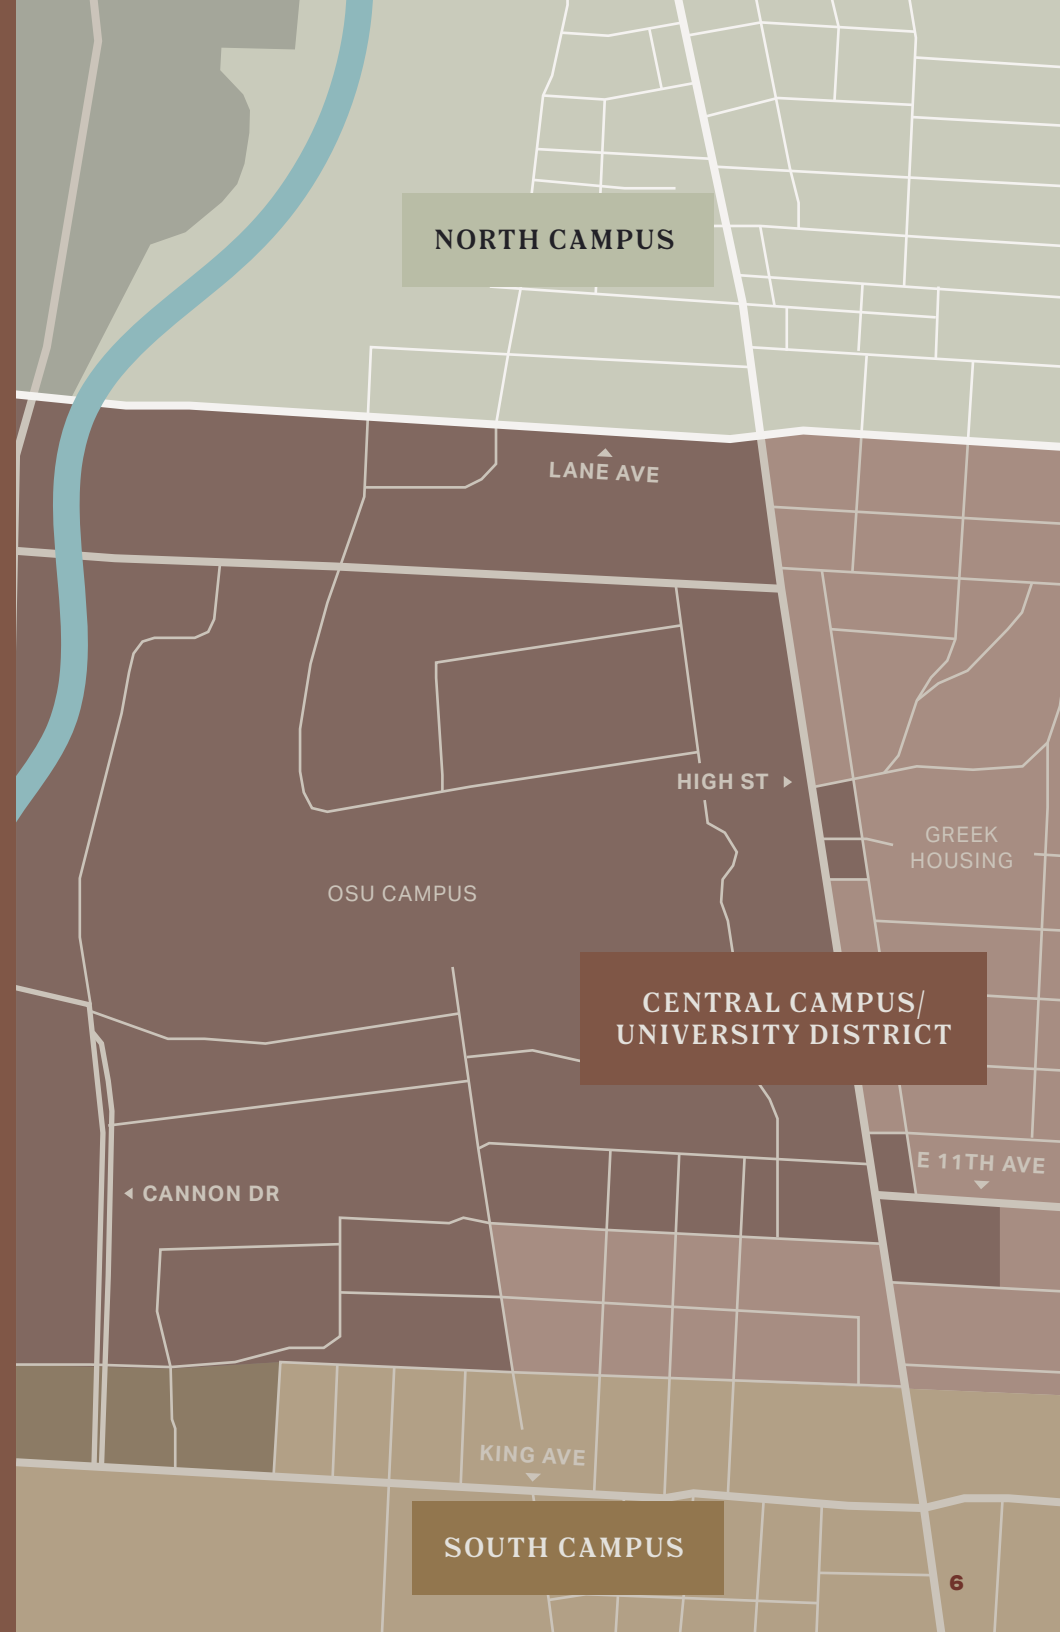 NORTH CAMPUS
LANE AVE
HIGH ST
GREEK
HOUSING
OSU CAMPUS
CENTRAL CAMPUS/
UNIVERSITY DISTRICT
E 11TH AVE
CANNON DR
KING AVE
SOUTH CAMPUS
6